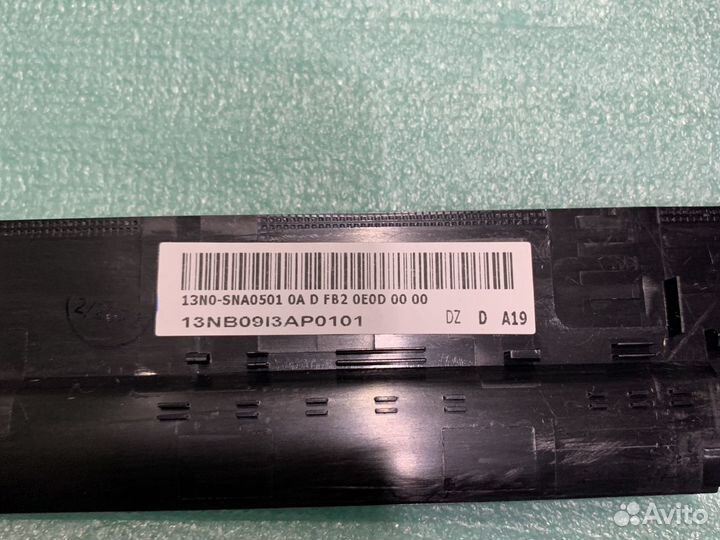 13N0-SNA0501 0A D FB2 0E0D 00 00
13NB09I3AP0101 DZ D A19
Avito